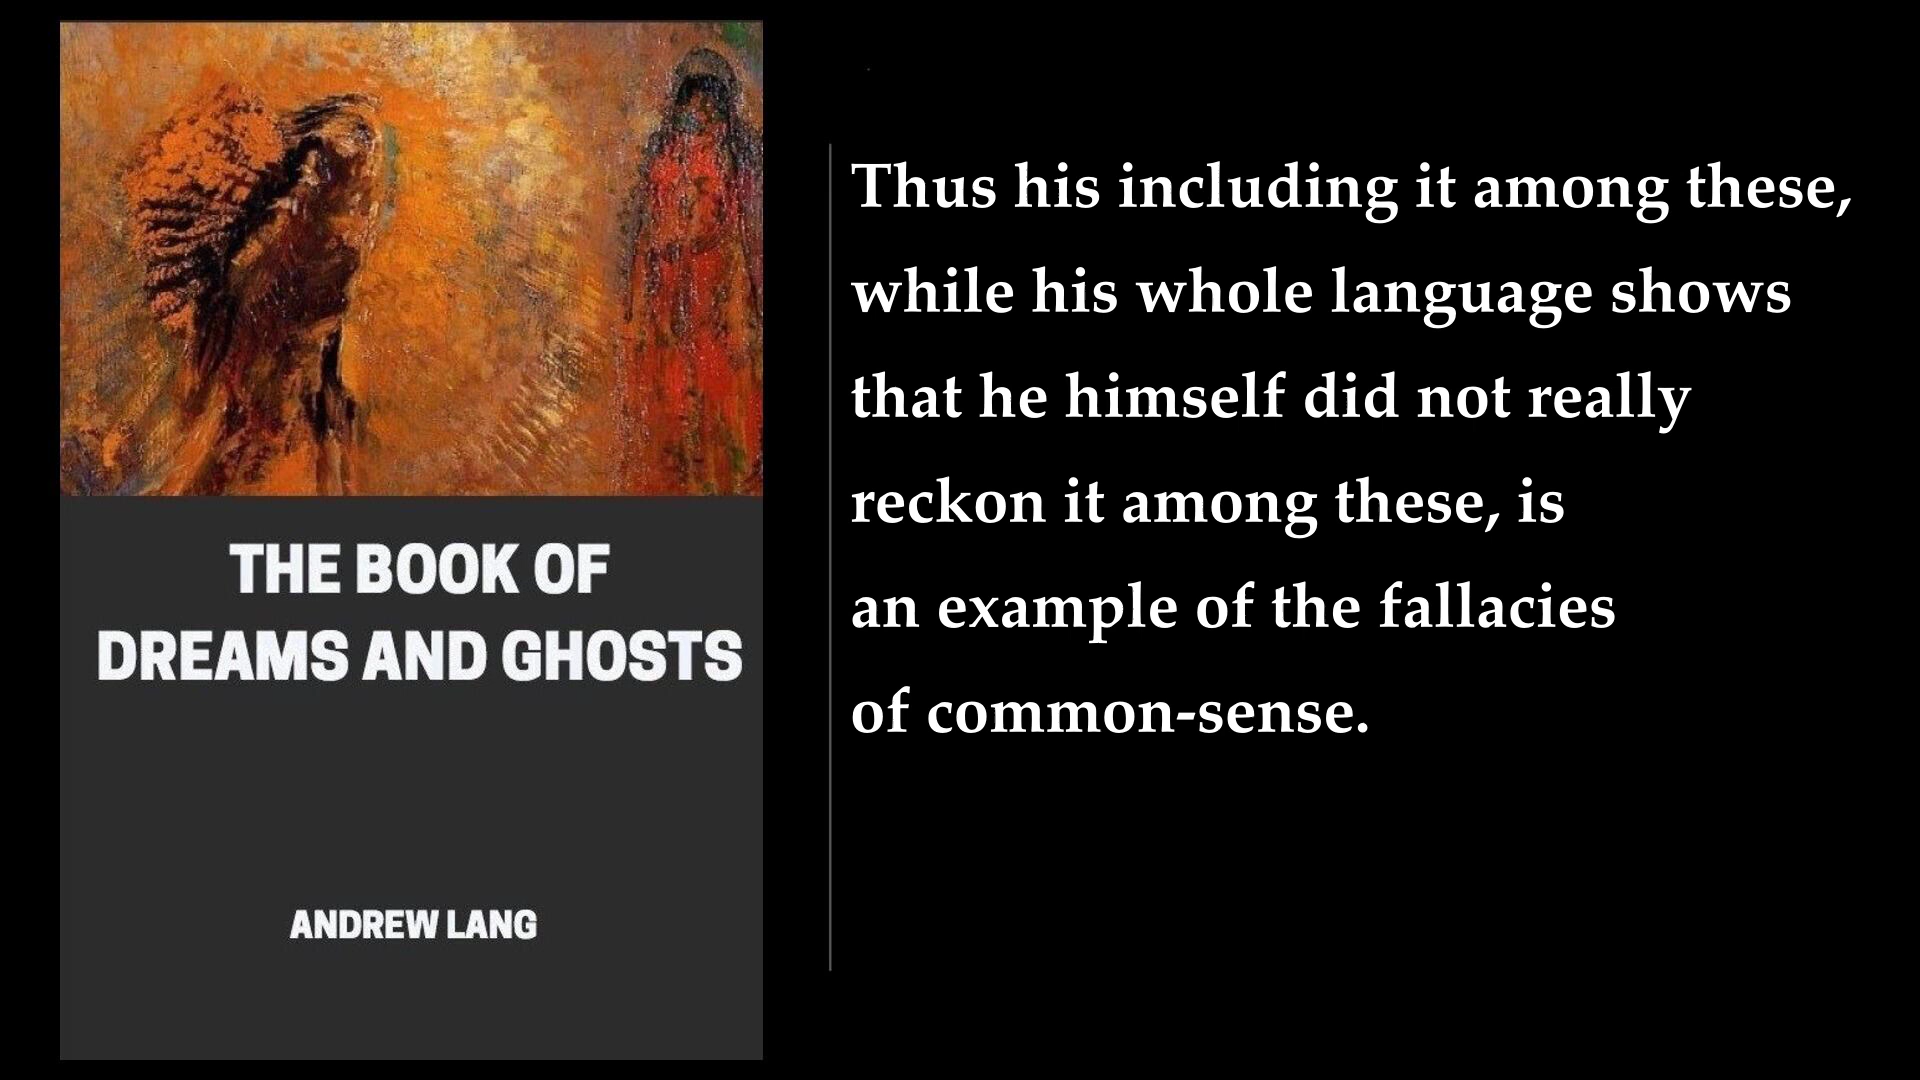 THE BOOK OF
DREAMS AND GHOSTS
ANDREW LANG
Thus his including it among these,
while his whole language shows
that he himself did not really
reckon it among these, is
an example of the fallacies
of common-sense.